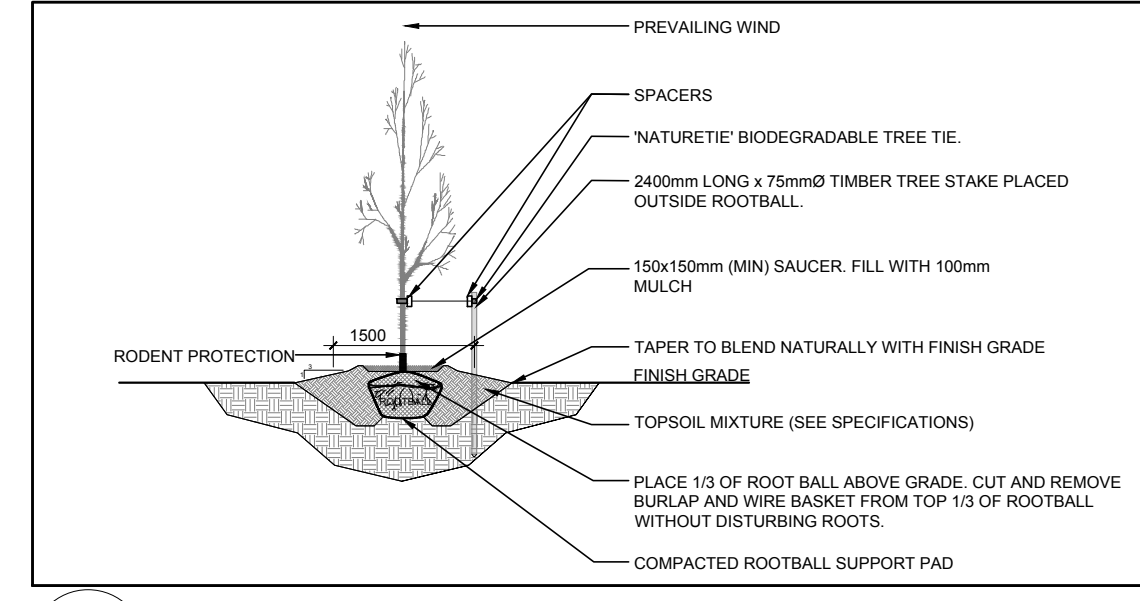 PREVAILING WIND
SPACERS
'NATURETIE' BIODEGRADABLE TREE TIE.
2400mm LONG x 75mmØ TIMBER TREE STAKE PLACED
OUTSIDE ROOTBALL.
150x150mm (MIN) SAUCER. FILL WITH 100mm
MULCH
1500
RODENT PROTECTION
TAPER TO BLEND NATURALLY WITH FINISH GRADE
3
1
FINISH GRADE
ROOTBALL
TOPSOIL MIXTURE (SEE SPECIFICATIONS)
PLACE 1/3 OF ROOT BALL ABOVE GRADE. CUT AND REMOVE
BURLAP AND WIRE BASKET FROM TOP 1/3 OF ROOTBALL
WITHOUT DISTURBING ROOTS.
COMPACTED ROOTBALL SUPPORT PAD